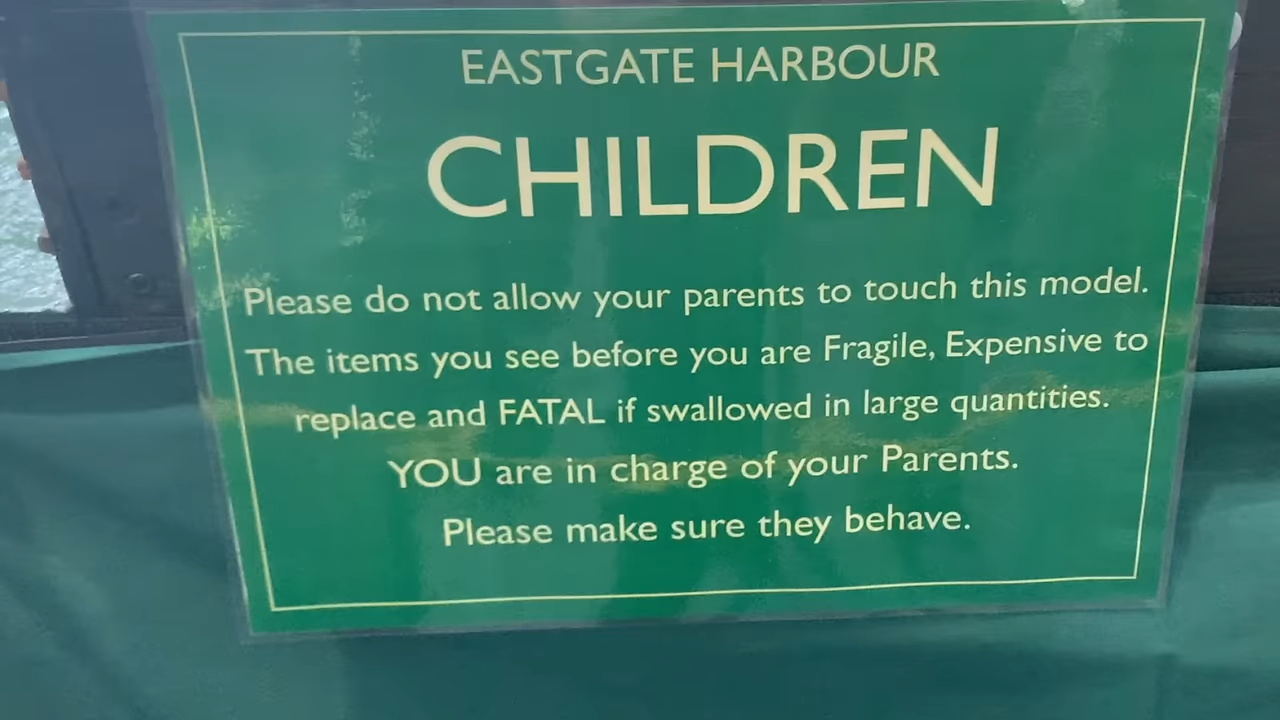 EASTGATE HARBOUR
CHILDREN
Please do not allow your parents to touch this model.
The items you see before you are Fragile, Expensive to
replace and FATAL if swallowed in large quantities.
YOU are in charge of your Parents.
Please make sure they behave.